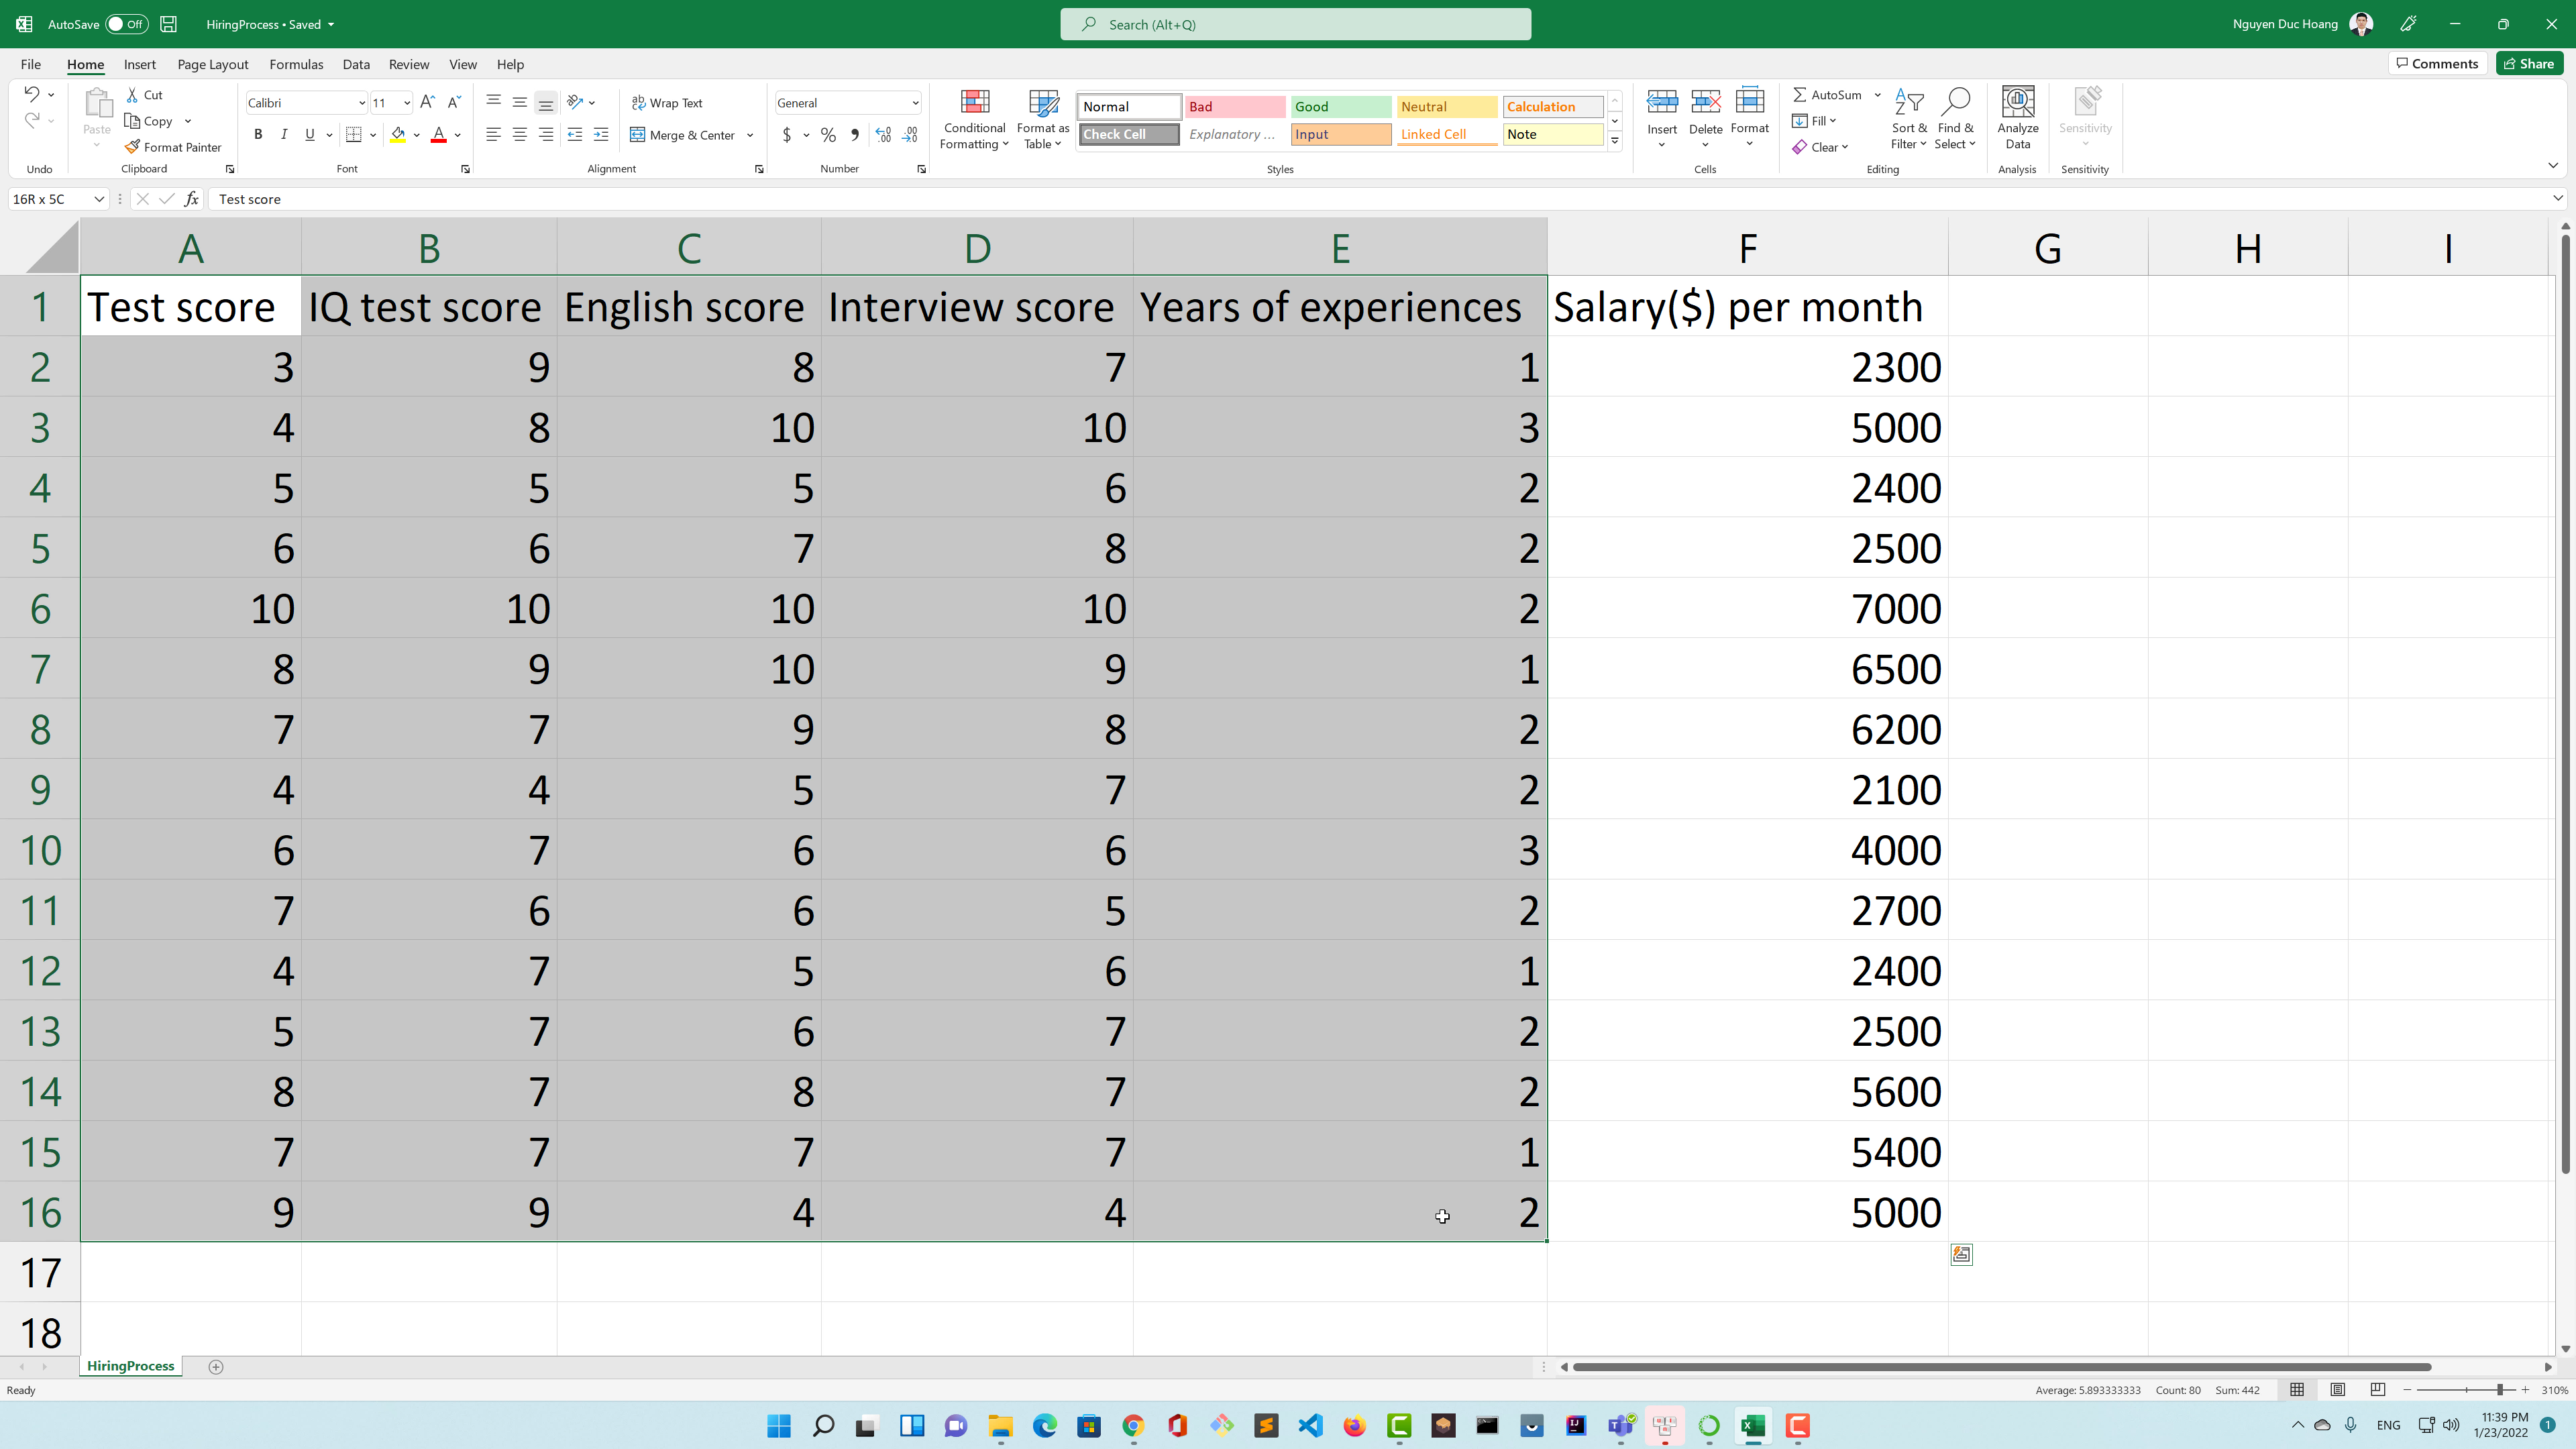 AutoSave Off HiringProcess • Saved Search (Alt+Q) Nguyen Duc Hoang
File Home Insert Page Layout Formulas Data Review View Help Comments Share
Undo
Paste
Cut
Copy
Format Painter
Clipboard
Calibri 11
B I U A
Font
Wrap Text
Merge & Center
Alignment
General
$ % 9
Number
Conditional Formatting
Format as Table
Normal Bad Good Neutral Calculation
Check Cell Explanatory ... Input Linked Cell Note
Styles
Insert Delete Format
Cells
AutoSum
Fill
Clear
Sort & Filter
Find & Select
Editing
Analyze Data
Analysis
Sensitivity
Sensitivity
16R x 5C fx Test score
A B C D E F G H I
1 Test score IQ test score English score Interview score Years of experiences Salary($) per month
2 3 9 8 7 1 2300
3 4 8 10 10 3 5000
4 5 5 5 6 2 2400
5 6 6 7 8 2 2500
6 10 10 10 10 2 7000
7 8 9 10 9 1 6500
8 7 7 9 8 2 6200
9 4 4 5 7 2 2100
10 6 7 6 6 3 4000
11 7 6 6 5 2 2700
12 4 7 5 6 1 2400
13 5 7 6 7 2 2500
14 8 7 8 7 2 5600
15 7 7 7 7 1 5400
16 9 9 4 4 2 5000
17
18
HiringProcess
Ready Average: 5.893333333 Count: 80 Sum: 442 310%
ENG 11:39 PM 1
1/23/2022